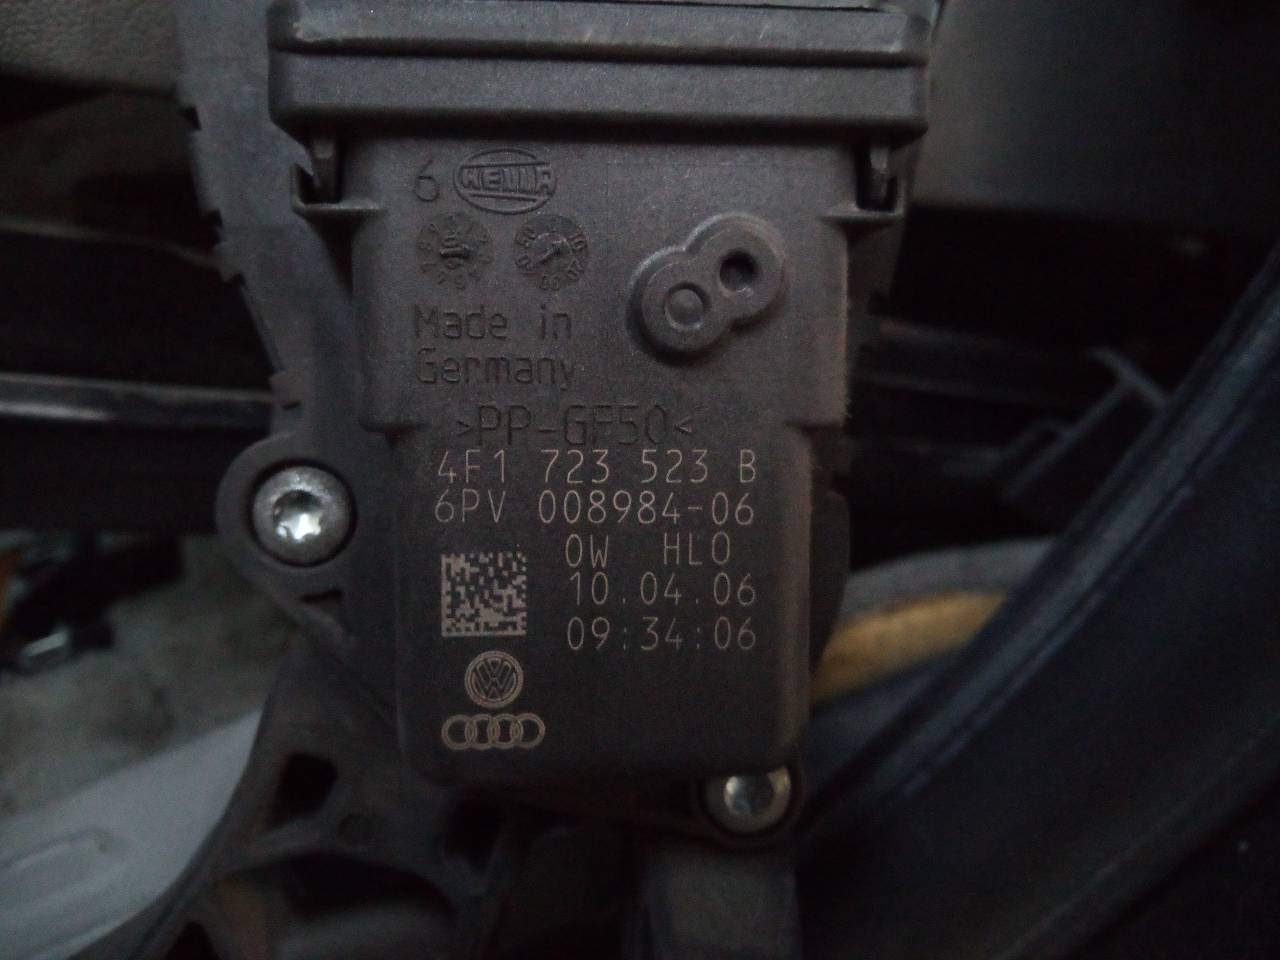 6 HELLA
Made in
Germany
>PP-GF50<
4F1 723 523 B
6PV 008984-06
0W HL0
10.04.06
09:34:06
VW